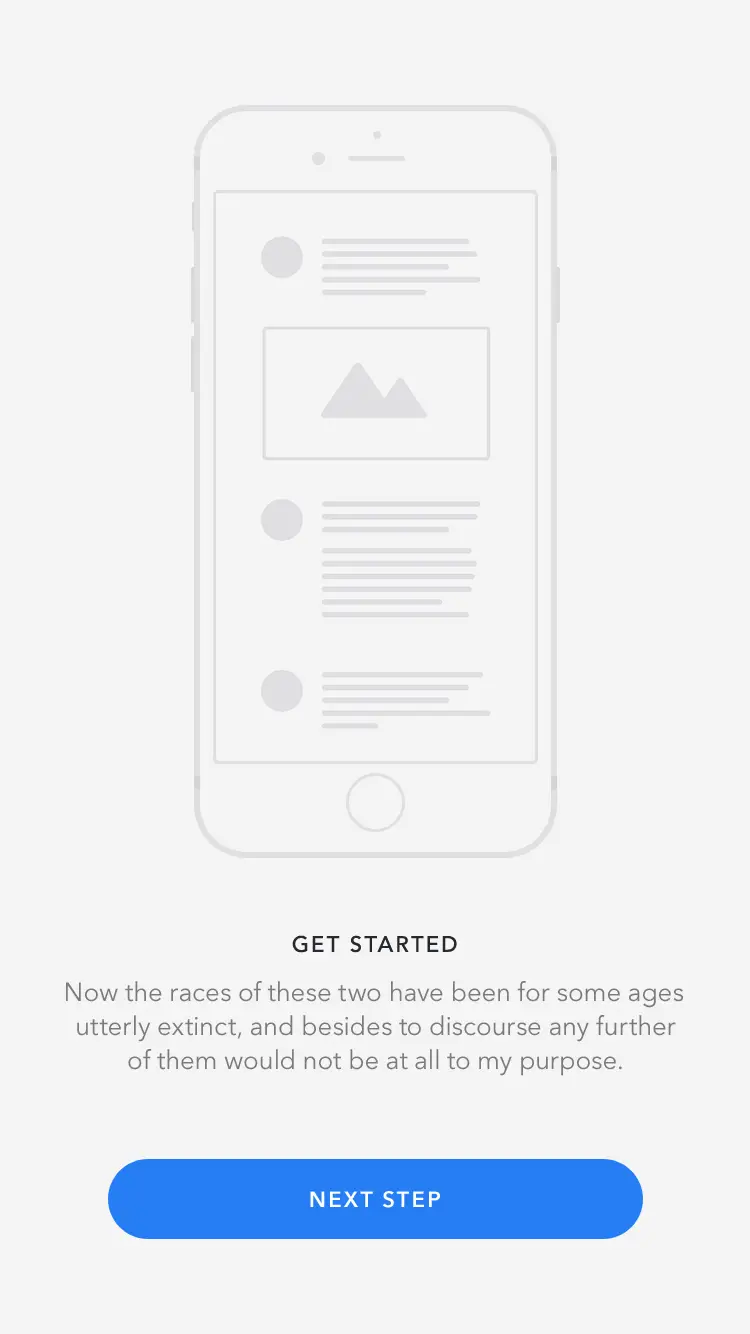 GET STARTED
Now the races of these two have been for some ages
utterly extinct, and besides to discourse any further
of them would not be at all to my purpose.
NEXT STEP